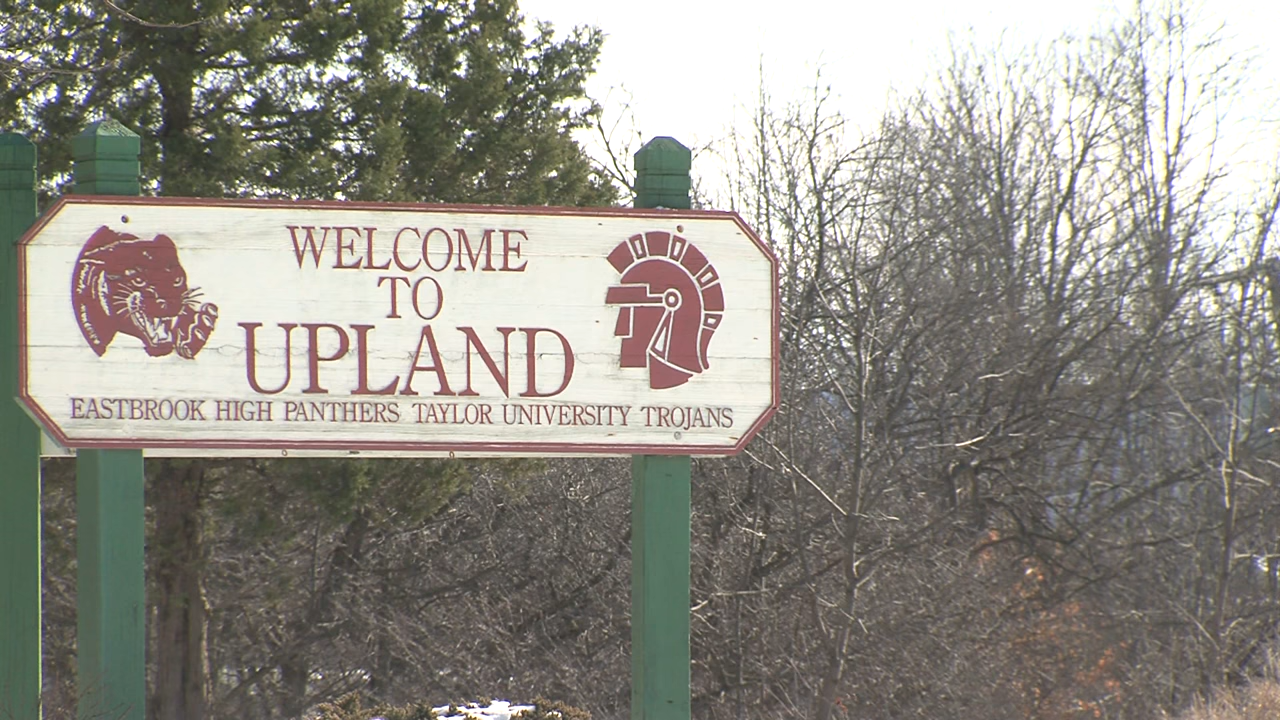 WELCOME
TO
UPLAND
EASTBROOK HIGH PANTHERS TAYLOR UNIVERSITY TROJANS